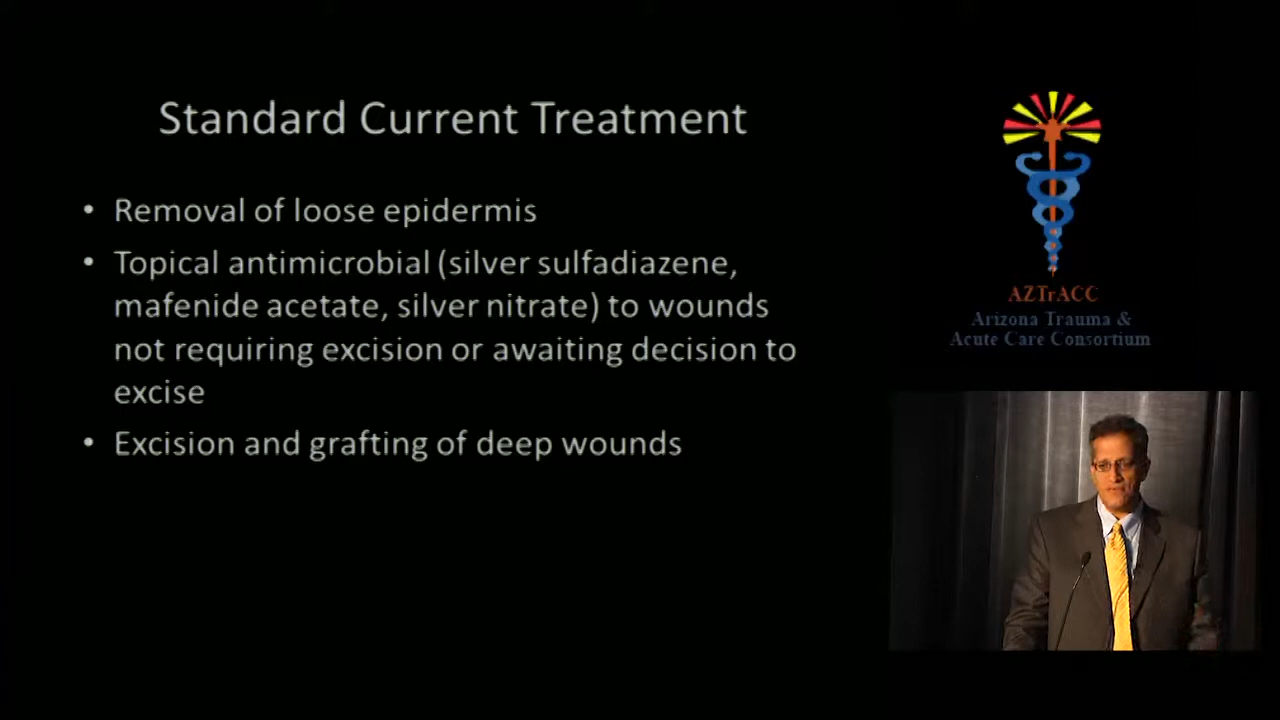 Standard Current Treatment
• Removal of loose epidermis
• Topical antimicrobial (silver sulfadiazene,
mafenide acetate, silver nitrate) to wounds
not requiring excision or awaiting decision to
excise
• Excision and grafting of deep wounds
AZTrACC
Arizona Trauma &
Acute Care Consortium